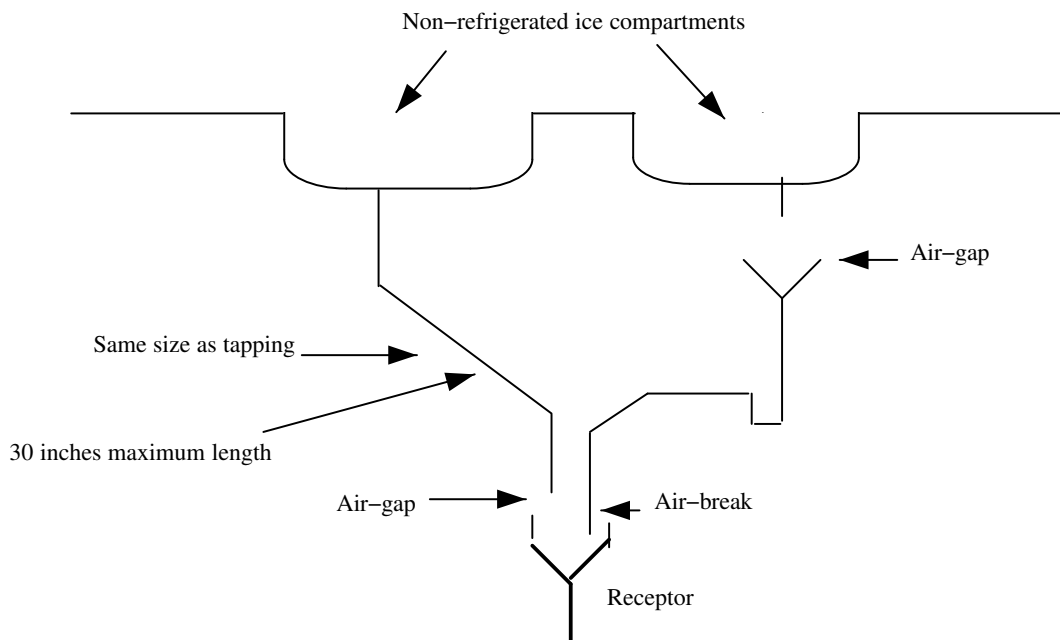 Non−refrigerated ice compartments
Air−gap
Same size as tapping
30 inches maximum length
Air-gap
Air−break
Receptor